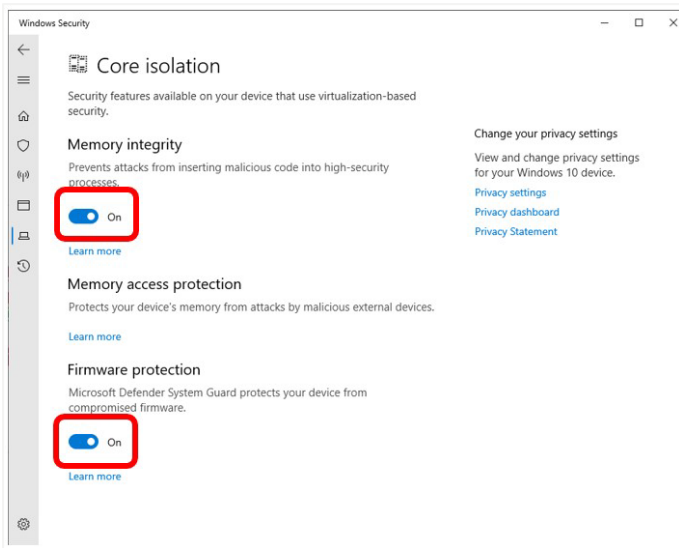 Windows Security
Core isolation
Security features available on your device that use virtualization-based
security.
Memory integrity
Prevents attacks from inserting malicious code into high-security
processes.
On
Learn more
Memory access protection
Protects your device's memory from attacks by malicious external devices.
Learn more
Firmware protection
Microsoft Defender System Guard protects your device from
compromised firmware.
On
Learn more
Change your privacy settings
View and change privacy settings
for your Windows 10 device.
Privacy settings
Privacy dashboard
Privacy Statement